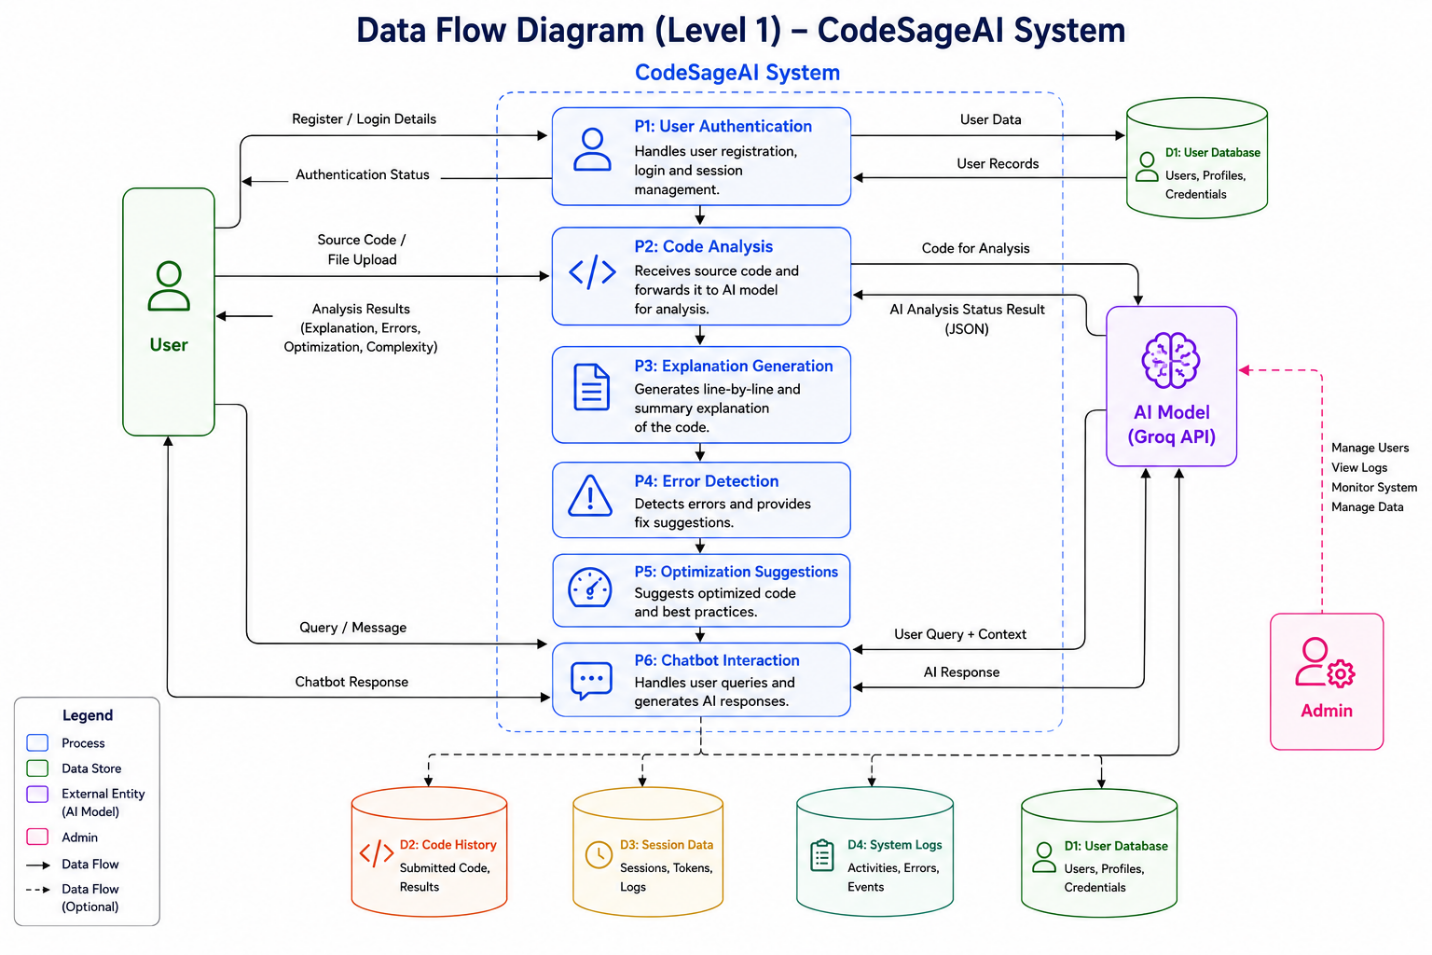 Data Flow Diagram (Level 1) – CodeSageAI System
CodeSageAI System
Register / Login Details
Authentication Status
Source Code /
File Upload
Analysis Results
(Explanation, Errors,
Optimization, Complexity)
User
Query / Message
Chatbot Response
P1: User Authentication
Handles user registration,
login and session
management.
P2: Code Analysis
Receives source code and
forwards it to AI model
for analysis.
P3: Explanation Generation
Generates line-by-line and
summary explanation
of the code.
P4: Error Detection
Detects errors and provides
fix suggestions.
P5: Optimization Suggestions
Suggests optimized code
and best practices.
P6: Chatbot Interaction
Handles user queries and
generates AI responses.
User Data
User Records
D1: User Database
Users, Profiles,
Credentials
Code for Analysis
AI Analysis Status Result
(JSON)
AI Model
(Groq API)
User Query + Context
AI Response
Manage Users
View Logs
Monitor System
Manage Data
Admin
Legend
Process
Data Store
External Entity
(AI Model)
Admin
Data Flow
Data Flow
(Optional)
D2: Code History
Submitted Code,
Results
D3: Session Data
Sessions, Tokens,
Logs
D4: System Logs
Activities, Errors,
Events
D1: User Database
Users, Profiles,
Credentials